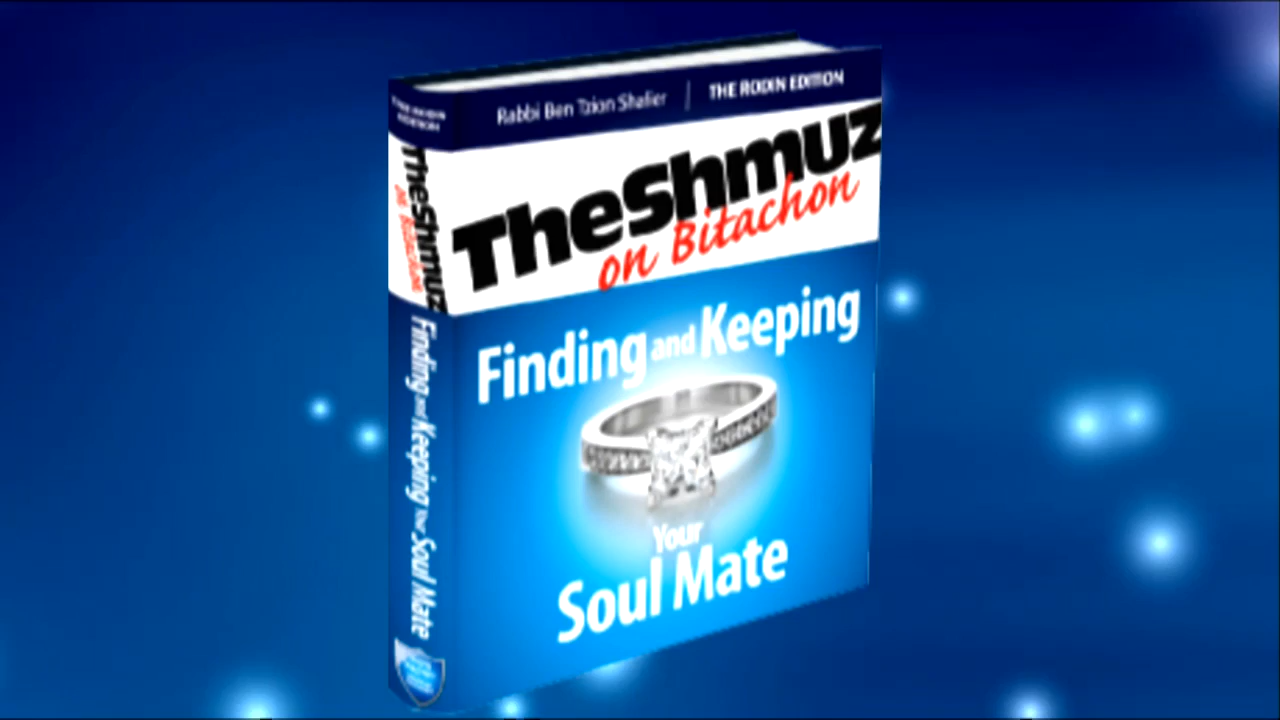 Rabbi Ben Tzion Shafier | THE RODIN EDITION
TheShmuz
on Bitachon
Finding and Keeping
Your
Soul Mate
TheShmuz
on Bitachon
Finding and Keeping Your Soul Mate